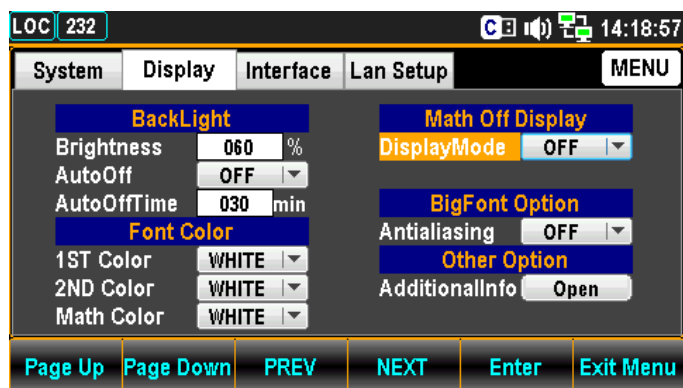 LOC 232 C 14:18:57
System Display Interface Lan Setup MENU
BackLight
Brightness 060 %
AutoOff OFF
AutoOffTime 030 min
Font Color
1ST Color WHITE
2ND Color WHITE
Math Color WHITE
Math Off Display
DisplayMode OFF
BigFont Option
Antialiasing OFF
Other Option
AdditionalInfo Open
Page Up Page Down PREV NEXT Enter Exit Menu